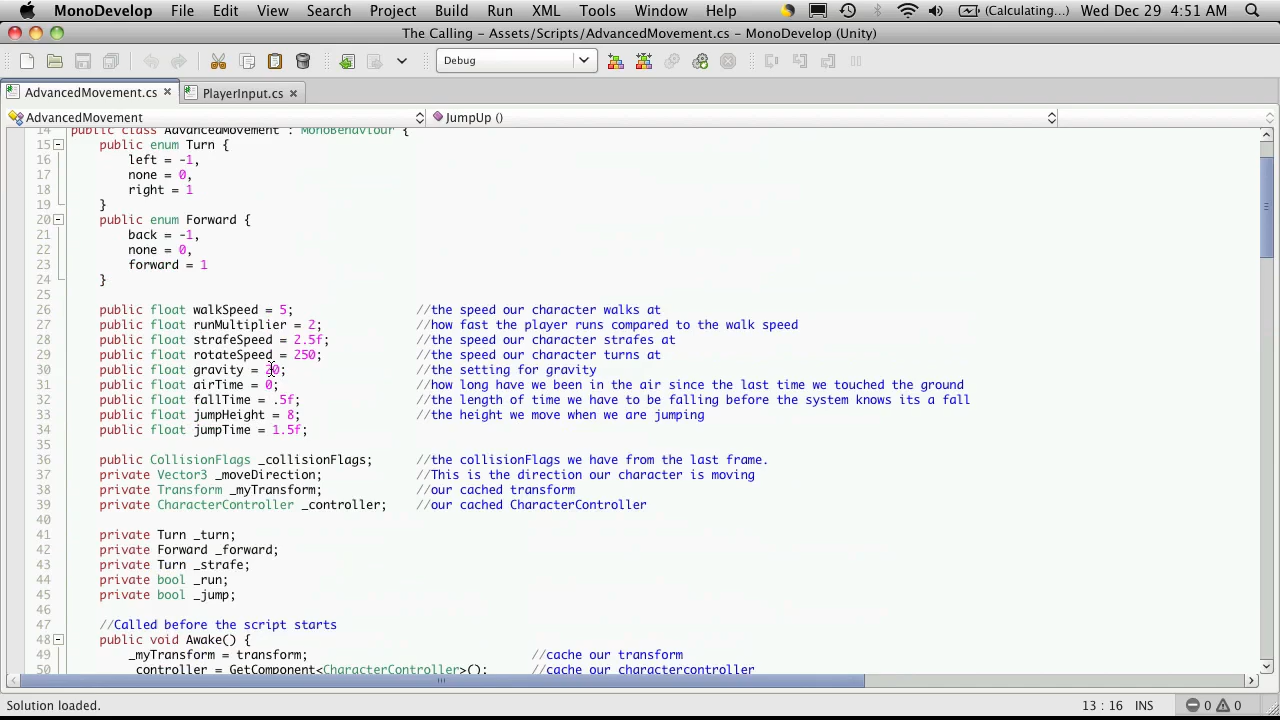 MonoDevelop File Edit View Search Project Build Run XML Tools Window Help (Calculating...) Wed Dec 29 4:51 AM
The Calling - Assets/Scripts/AdvancedMovement.cs - MonoDevelop (Unity)
Debug
AdvancedMovement.cs × PlayerInput.cs ×
AdvancedMovement JumpUp ()
14 public class AdvancedMovement : MonoBehaviour {
15 public enum Turn {
16 left = -1,
17 none = 0,
18 right = 1
19 }
20 public enum Forward {
21 back = -1,
22 none = 0,
23 forward = 1
24 }
25
26 public float walkSpeed = 5; //the speed our character walks at
27 public float runMultiplier = 2; //how fast the player runs compared to the walk speed
28 public float strafeSpeed = 2.5f; //the speed our character strafes at
29 public float rotateSpeed = 250; //the speed our character turns at
30 public float gravity = 20; //the setting for gravity
31 public float airTime = 0; //how long have we been in the air since the last time we touched the ground
32 public float fallTime = .5f; //the length of time we have to be falling before the system knows its a fall
33 public float jumpHeight = 8; //the height we move when we are jumping
34 public float jumpTime = 1.5f;
35
36 public CollisionFlags _collisionFlags; //the collisionFlags we have from the last frame.
37 private Vector3 _moveDirection; //This is the direction our character is moving
38 private Transform _myTransform; //our cached transform
39 private CharacterController _controller; //our cached CharacterController
40
41 private Turn _turn;
42 private Forward _forward;
43 private Turn _strafe;
44 private bool _run;
45 private bool _jump;
46
47 //Called before the script starts
48 public void Awake() {
49 _myTransform = transform; //cache our transform
50 _controller = GetComponent<CharacterController>(); //cache our charactercontroller
Solution loaded. 13 : 16 INS 0 0